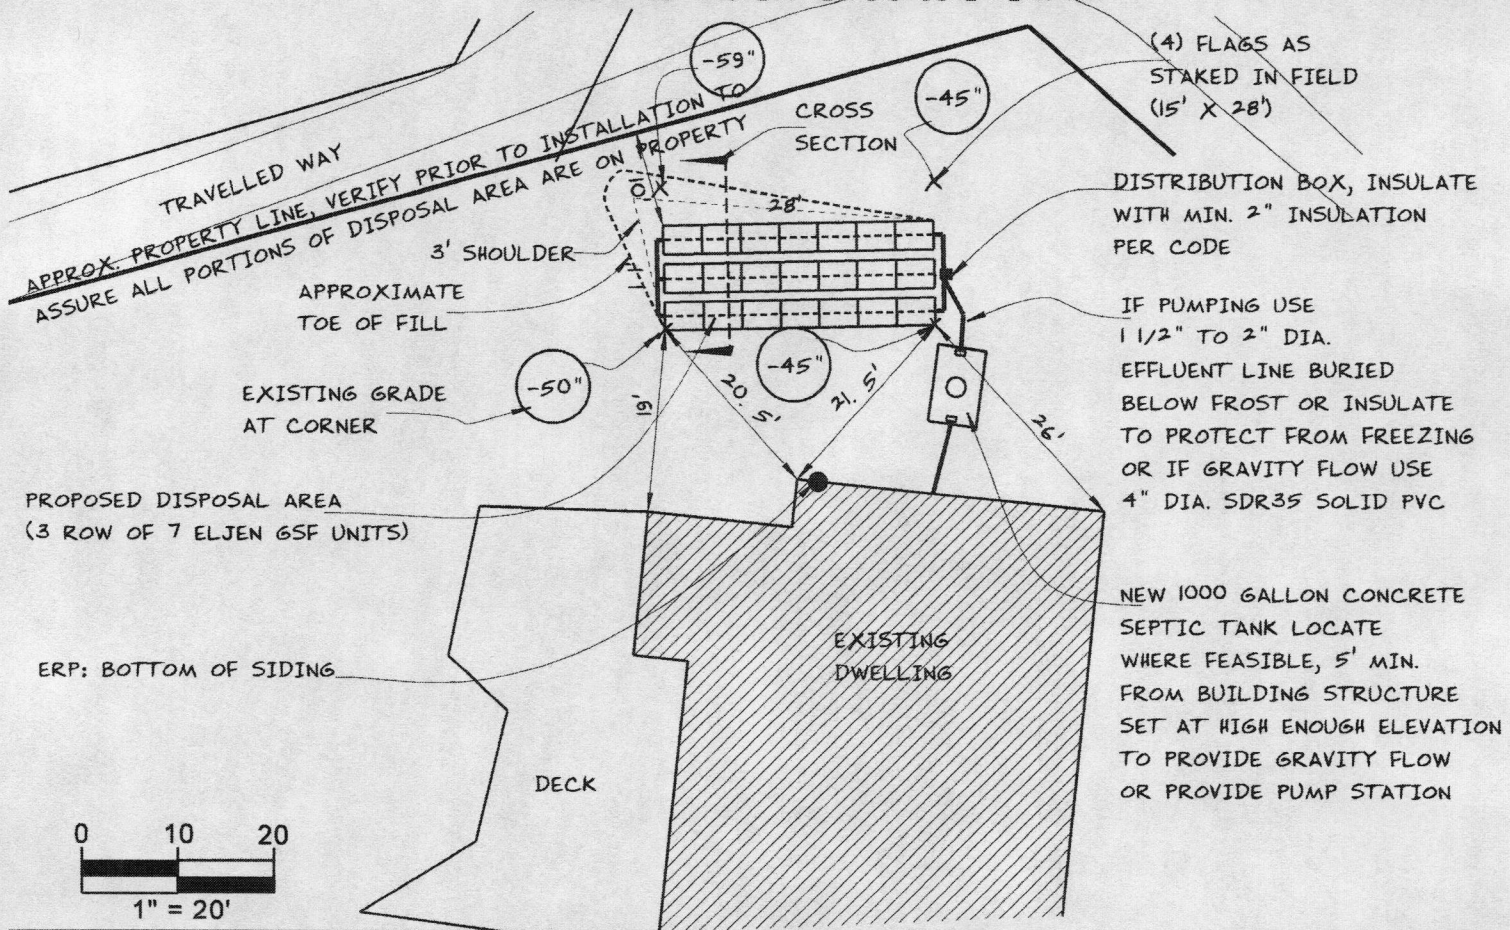 -59"
-45"
(4) FLAGS AS
STAKED IN FIELD
(15' X 28')
CROSS
SECTION
TRAVELLED WAY
APPROX. PROPERTY LINE, VERIFY PRIOR TO INSTALLATION TO
ASSURE ALL PORTIONS OF DISPOSAL AREA ARE ON PROPERTY
DISTRIBUTION BOX, INSULATE
WITH MIN. 2" INSULATION
PER CODE
28'
3' SHOULDER
APPROXIMATE
TOE OF FILL
IF PUMPING USE
1 1/2" TO 2" DIA.
EFFLUENT LINE BURIED
BELOW FROST OR INSULATE
TO PROTECT FROM FREEZING
OR IF GRAVITY FLOW USE
4" DIA. SDR35 SOLID PVC
-50"
-45"
EXISTING GRADE
AT CORNER
19'
20. 5'
21. 5'
26'
PROPOSED DISPOSAL AREA
(3 ROW OF 7 ELJEN GSF UNITS)
NEW 1000 GALLON CONCRETE
SEPTIC TANK LOCATE
WHERE FEASIBLE, 5' MIN.
FROM BUILDING STRUCTURE
SET AT HIGH ENOUGH ELEVATION
TO PROVIDE GRAVITY FLOW
OR PROVIDE PUMP STATION
ERP: BOTTOM OF SIDING
EXISTING
DWELLING
DECK
0 10 20
1" = 20'